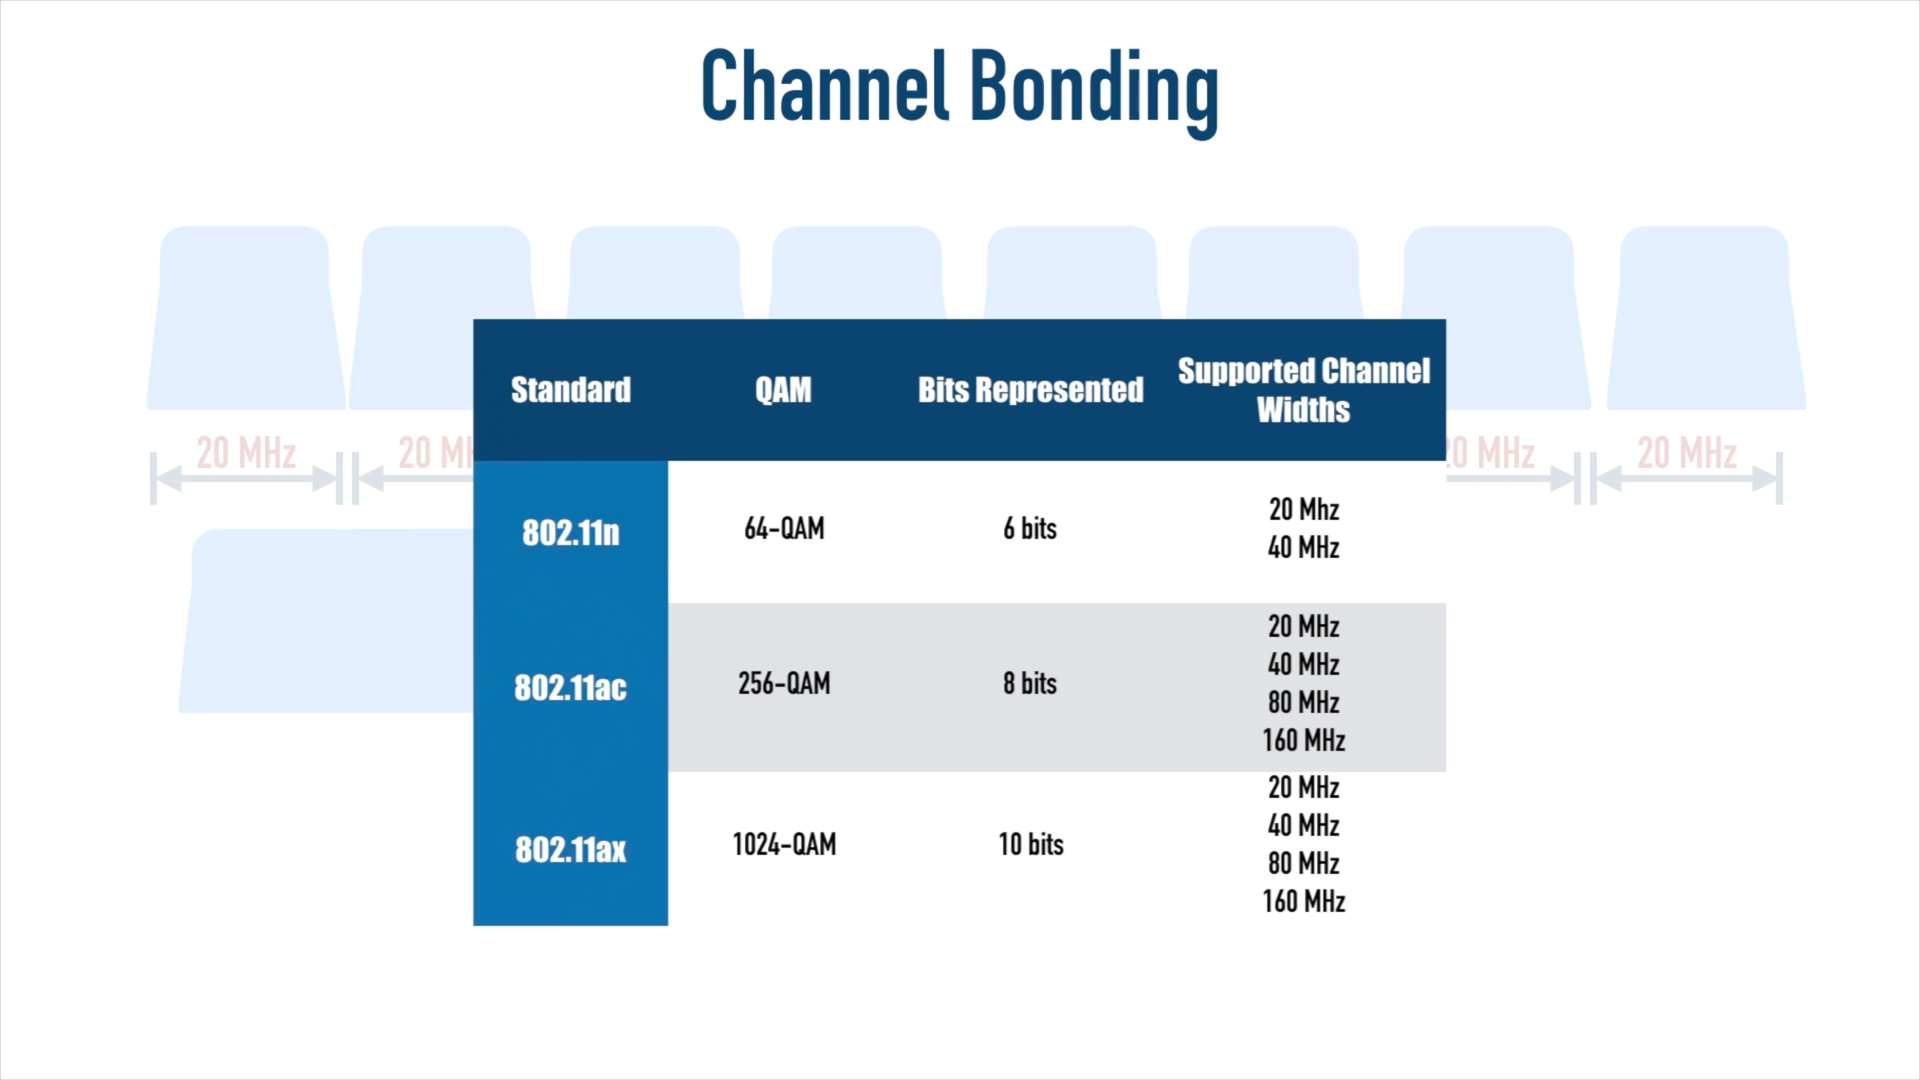 Channel Bonding
20 MHz
20 MHz
20 MHz
Standard
QAM
Bits Represented
Supported Channel
Widths
802.11n
64-QAM
6 bits
20 Mhz
40 MHz
802.11ac
256-QAM
8 bits
20 MHz
40 MHz
80 MHz
160 MHz
802.11ax
1024-QAM
10 bits
20 MHz
40 MHz
80 MHz
160 MHz